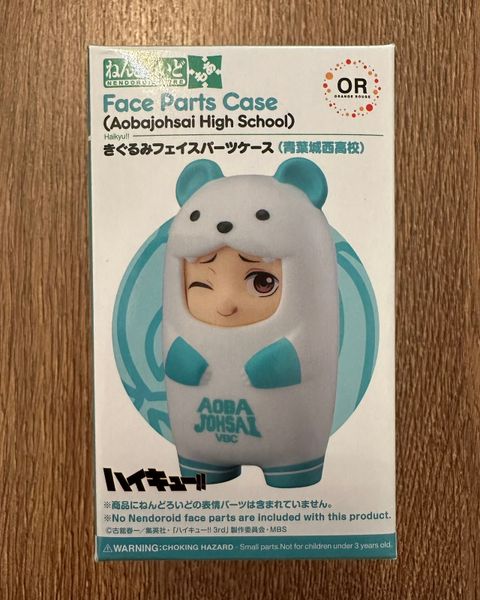 ねんどろいど
もあ
NENDOROID MORE
OR
ORANGE ROUGE
Face Parts Case
(Aobajohsai High School)
Haikyu!!
きぐるみフェイスパーツケース（青葉城西高校）
AOBA
JOHSAI
VBC
ハイキュー!!
※商品にねんどろいどの表情パーツは含まれていません。
※No Nendoroid face parts are included with this product.
©古舘春一／集英社・「ハイキュー!! 3rd」製作委員会・MBS
⚠WARNING:CHOKING HAZARD - Small parts. Not for children under 3 years old.